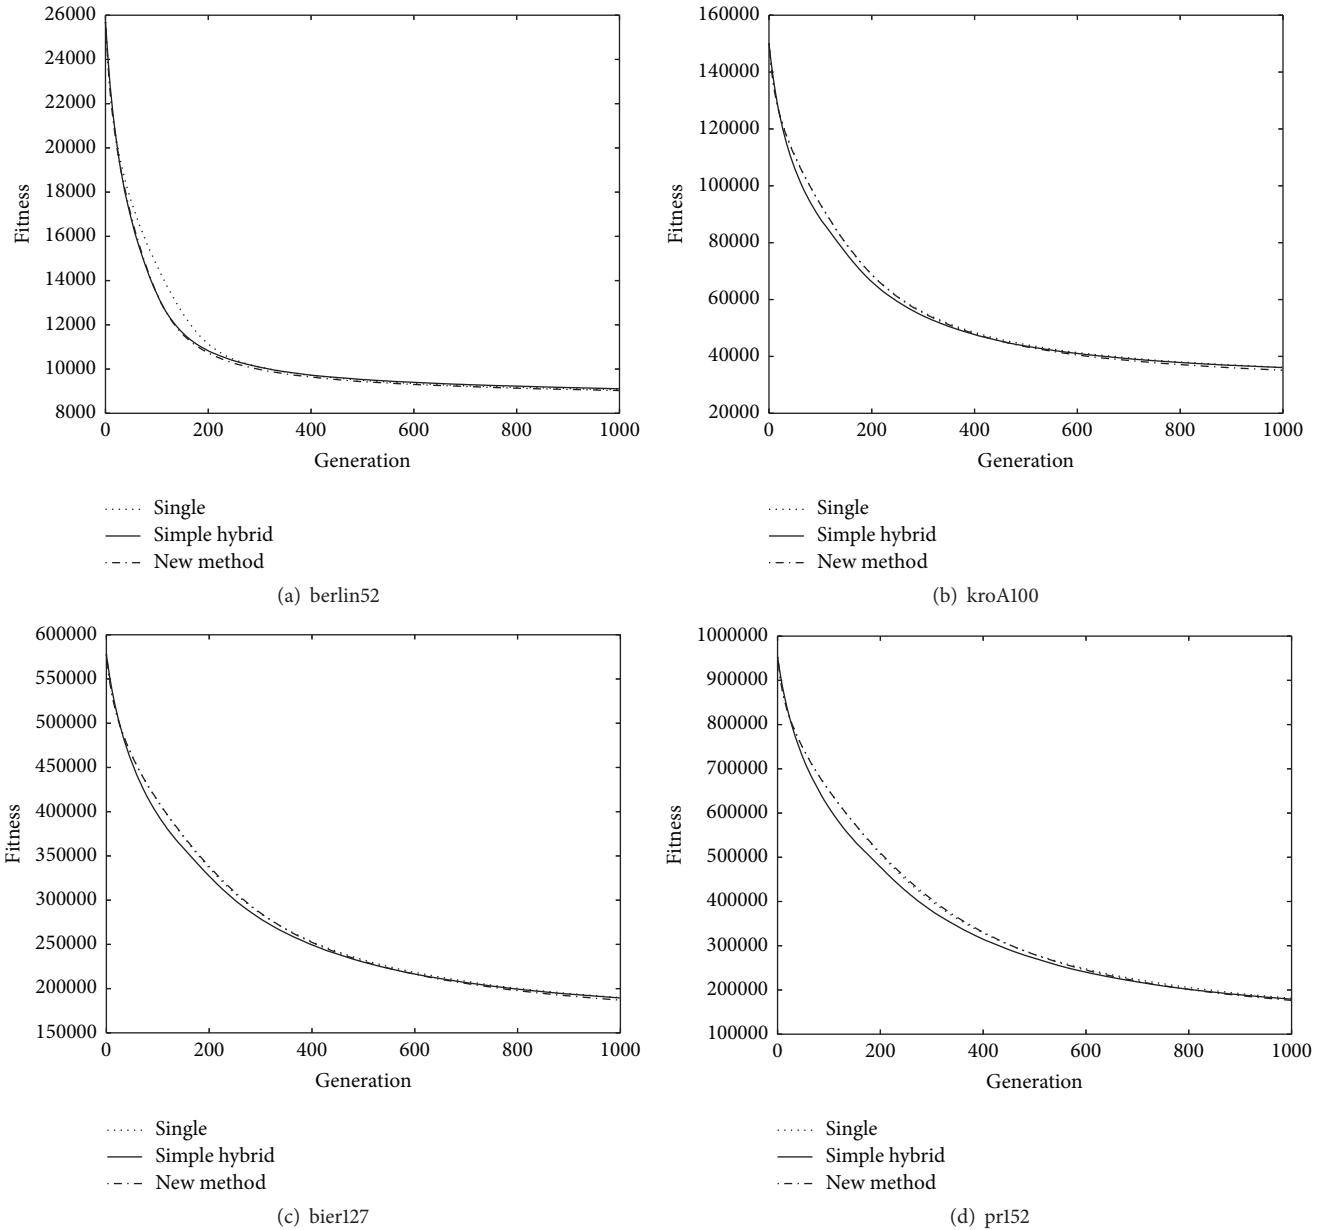 26000
24000
22000
20000
18000
16000
14000
12000
10000
8000
Fitness
0 200 400 600 800 1000
Generation
Single
Simple hybrid
New method
(a) berlin52
160000
140000
120000
100000
80000
60000
40000
20000
Fitness
0 200 400 600 800 1000
Generation
Single
Simple hybrid
New method
(b) kroA100
600000
550000
500000
450000
400000
350000
300000
250000
200000
150000
Fitness
0 200 400 600 800 1000
Generation
Single
Simple hybrid
New method
(c) bier127
1000000
900000
800000
700000
600000
500000
400000
300000
200000
100000
Fitness
0 200 400 600 800 1000
Generation
Single
Simple hybrid
New method
(d) pr152